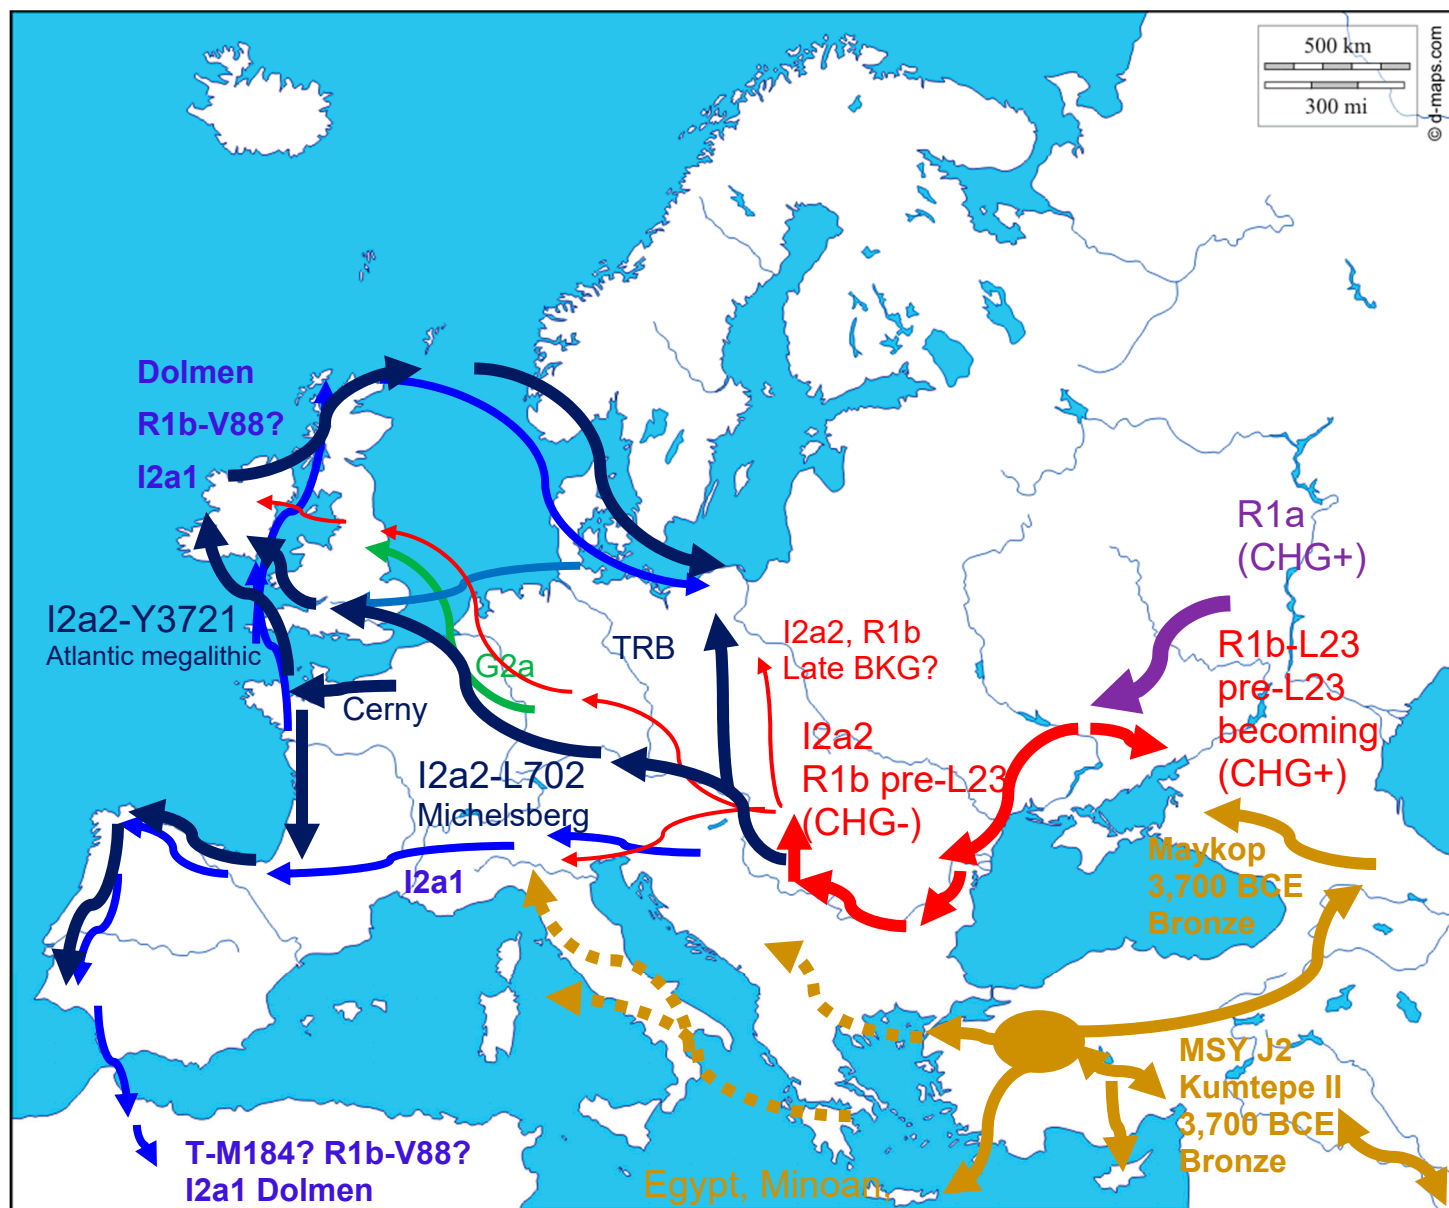 500 km
300 mi
© d-maps.com
Dolmen
R1b-V88?
I2a1
R1a
(CHG+)
I2a2-Y3721
Atlantic megalithic
TRB
I2a2, R1b
Late BKG?
R1b-L23
pre-L23
becoming
(CHG+)
G2a
Cerny
I2a2
R1b pre-L23
(CHG-)
I2a2-L702
Michelsberg
I2a1
Maykop
3,700 BCE
Bronze
MSY J2
Kumtepe II
3,700 BCE
Bronze
T-M184? R1b-V88?
I2a1 Dolmen
Egypt, Minoan,